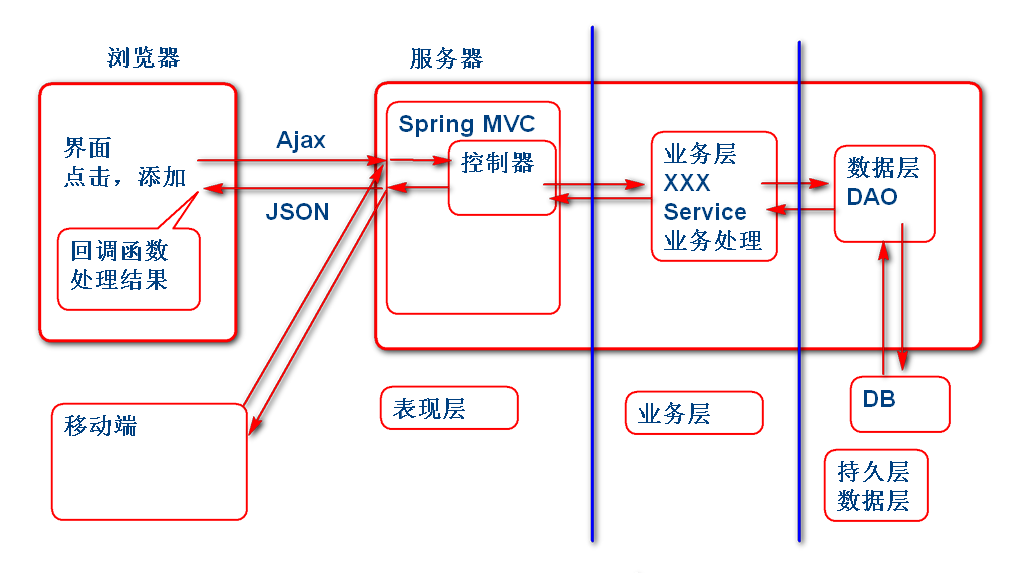 浏览器
服务器
界面
点击，添加
回调函数
处理结果
Ajax
JSON
Spring MVC
控制器
业务层
XXX
Service
业务处理
数据层
DAO
移动端
表现层
业务层
DB
持久层
数据层